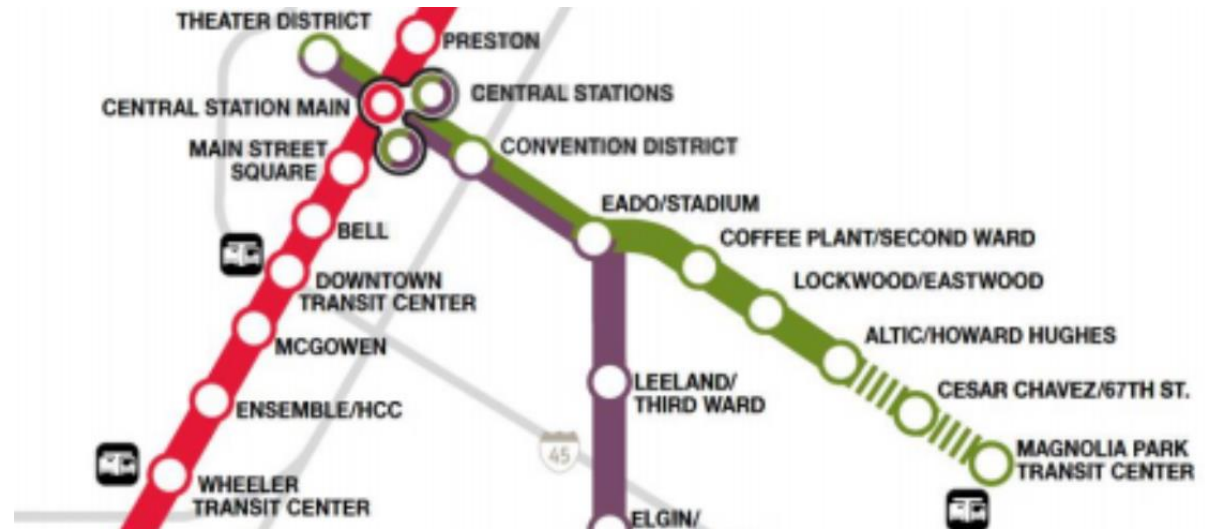 THEATER DISTRICT
PRESTON
CENTRAL STATION MAIN
CENTRAL STATIONS
MAIN STREET
SQUARE
CONVENTION DISTRICT
BELL
EADO/STADIUM
COFFEE PLANT/SECOND WARD
DOWNTOWN
TRANSIT CENTER
LOCKWOOD/EASTWOOD
MCGOWEN
ALTIC/HOWARD HUGHES
LEELAND/
THIRD WARD
CESAR CHAVEZ/67TH ST.
ENSEMBLE/HCC
45
MAGNOLIA PARK
TRANSIT CENTER
WHEELER
TRANSIT CENTER
ELGIN/